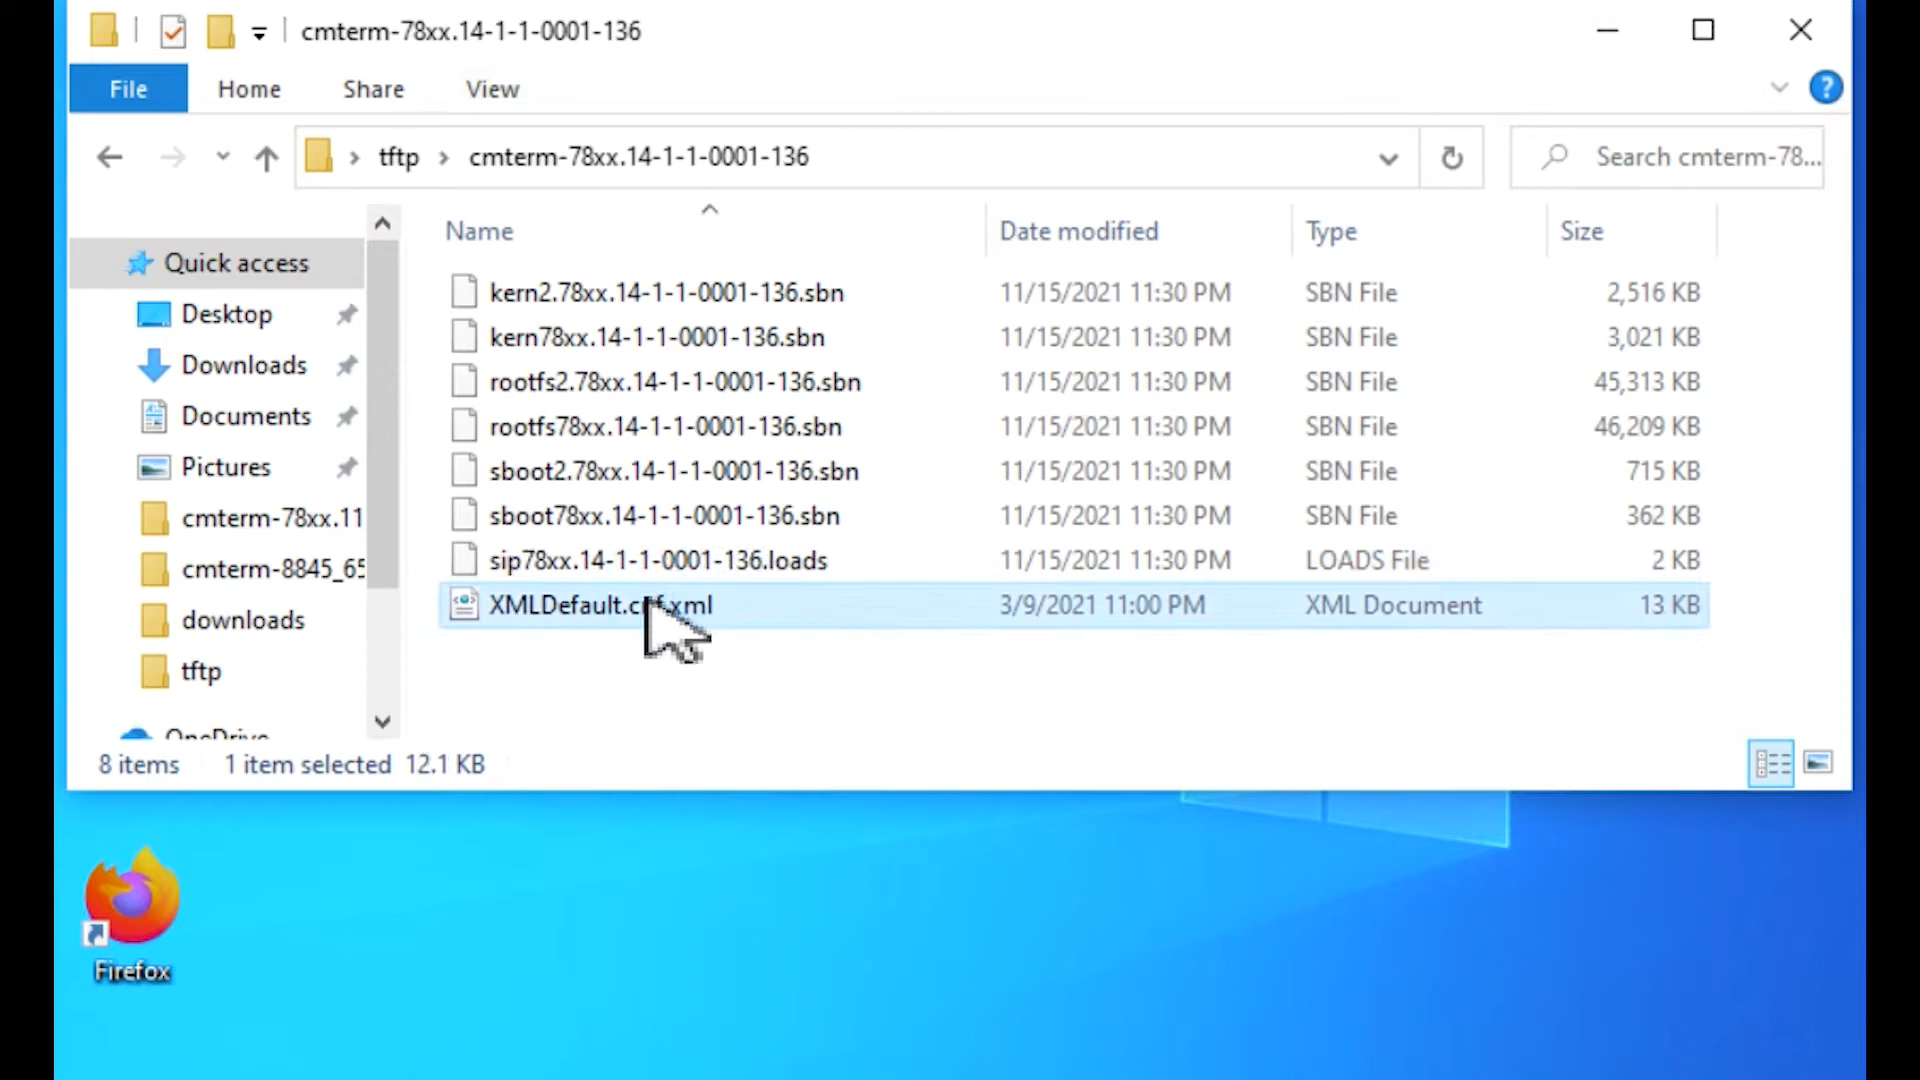 cmterm-78xx.14-1-1-0001-136
File Home Share View ?
tftp cmterm-78xx.14-1-1-0001-136 Search cmterm-78...
Name Date modified Type Size
Quick access
Desktop
Downloads
Documents
Pictures
cmterm-78xx.11
cmterm-8845_65
downloads
tftp
OneDrive
kern2.78xx.14-1-1-0001-136.sbn 11/15/2021 11:30 PM SBN File 2,516 KB
kern78xx.14-1-1-0001-136.sbn 11/15/2021 11:30 PM SBN File 3,021 KB
rootfs2.78xx.14-1-1-0001-136.sbn 11/15/2021 11:30 PM SBN File 45,313 KB
rootfs78xx.14-1-1-0001-136.sbn 11/15/2021 11:30 PM SBN File 46,209 KB
sboot2.78xx.14-1-1-0001-136.sbn 11/15/2021 11:30 PM SBN File 715 KB
sboot78xx.14-1-1-0001-136.sbn 11/15/2021 11:30 PM SBN File 362 KB
sip78xx.14-1-1-0001-136.loads 11/15/2021 11:30 PM LOADS File 2 KB
XMLDefault.cnf.xml 3/9/2021 11:00 PM XML Document 13 KB
8 items 1 item selected 12.1 KB
Firefox